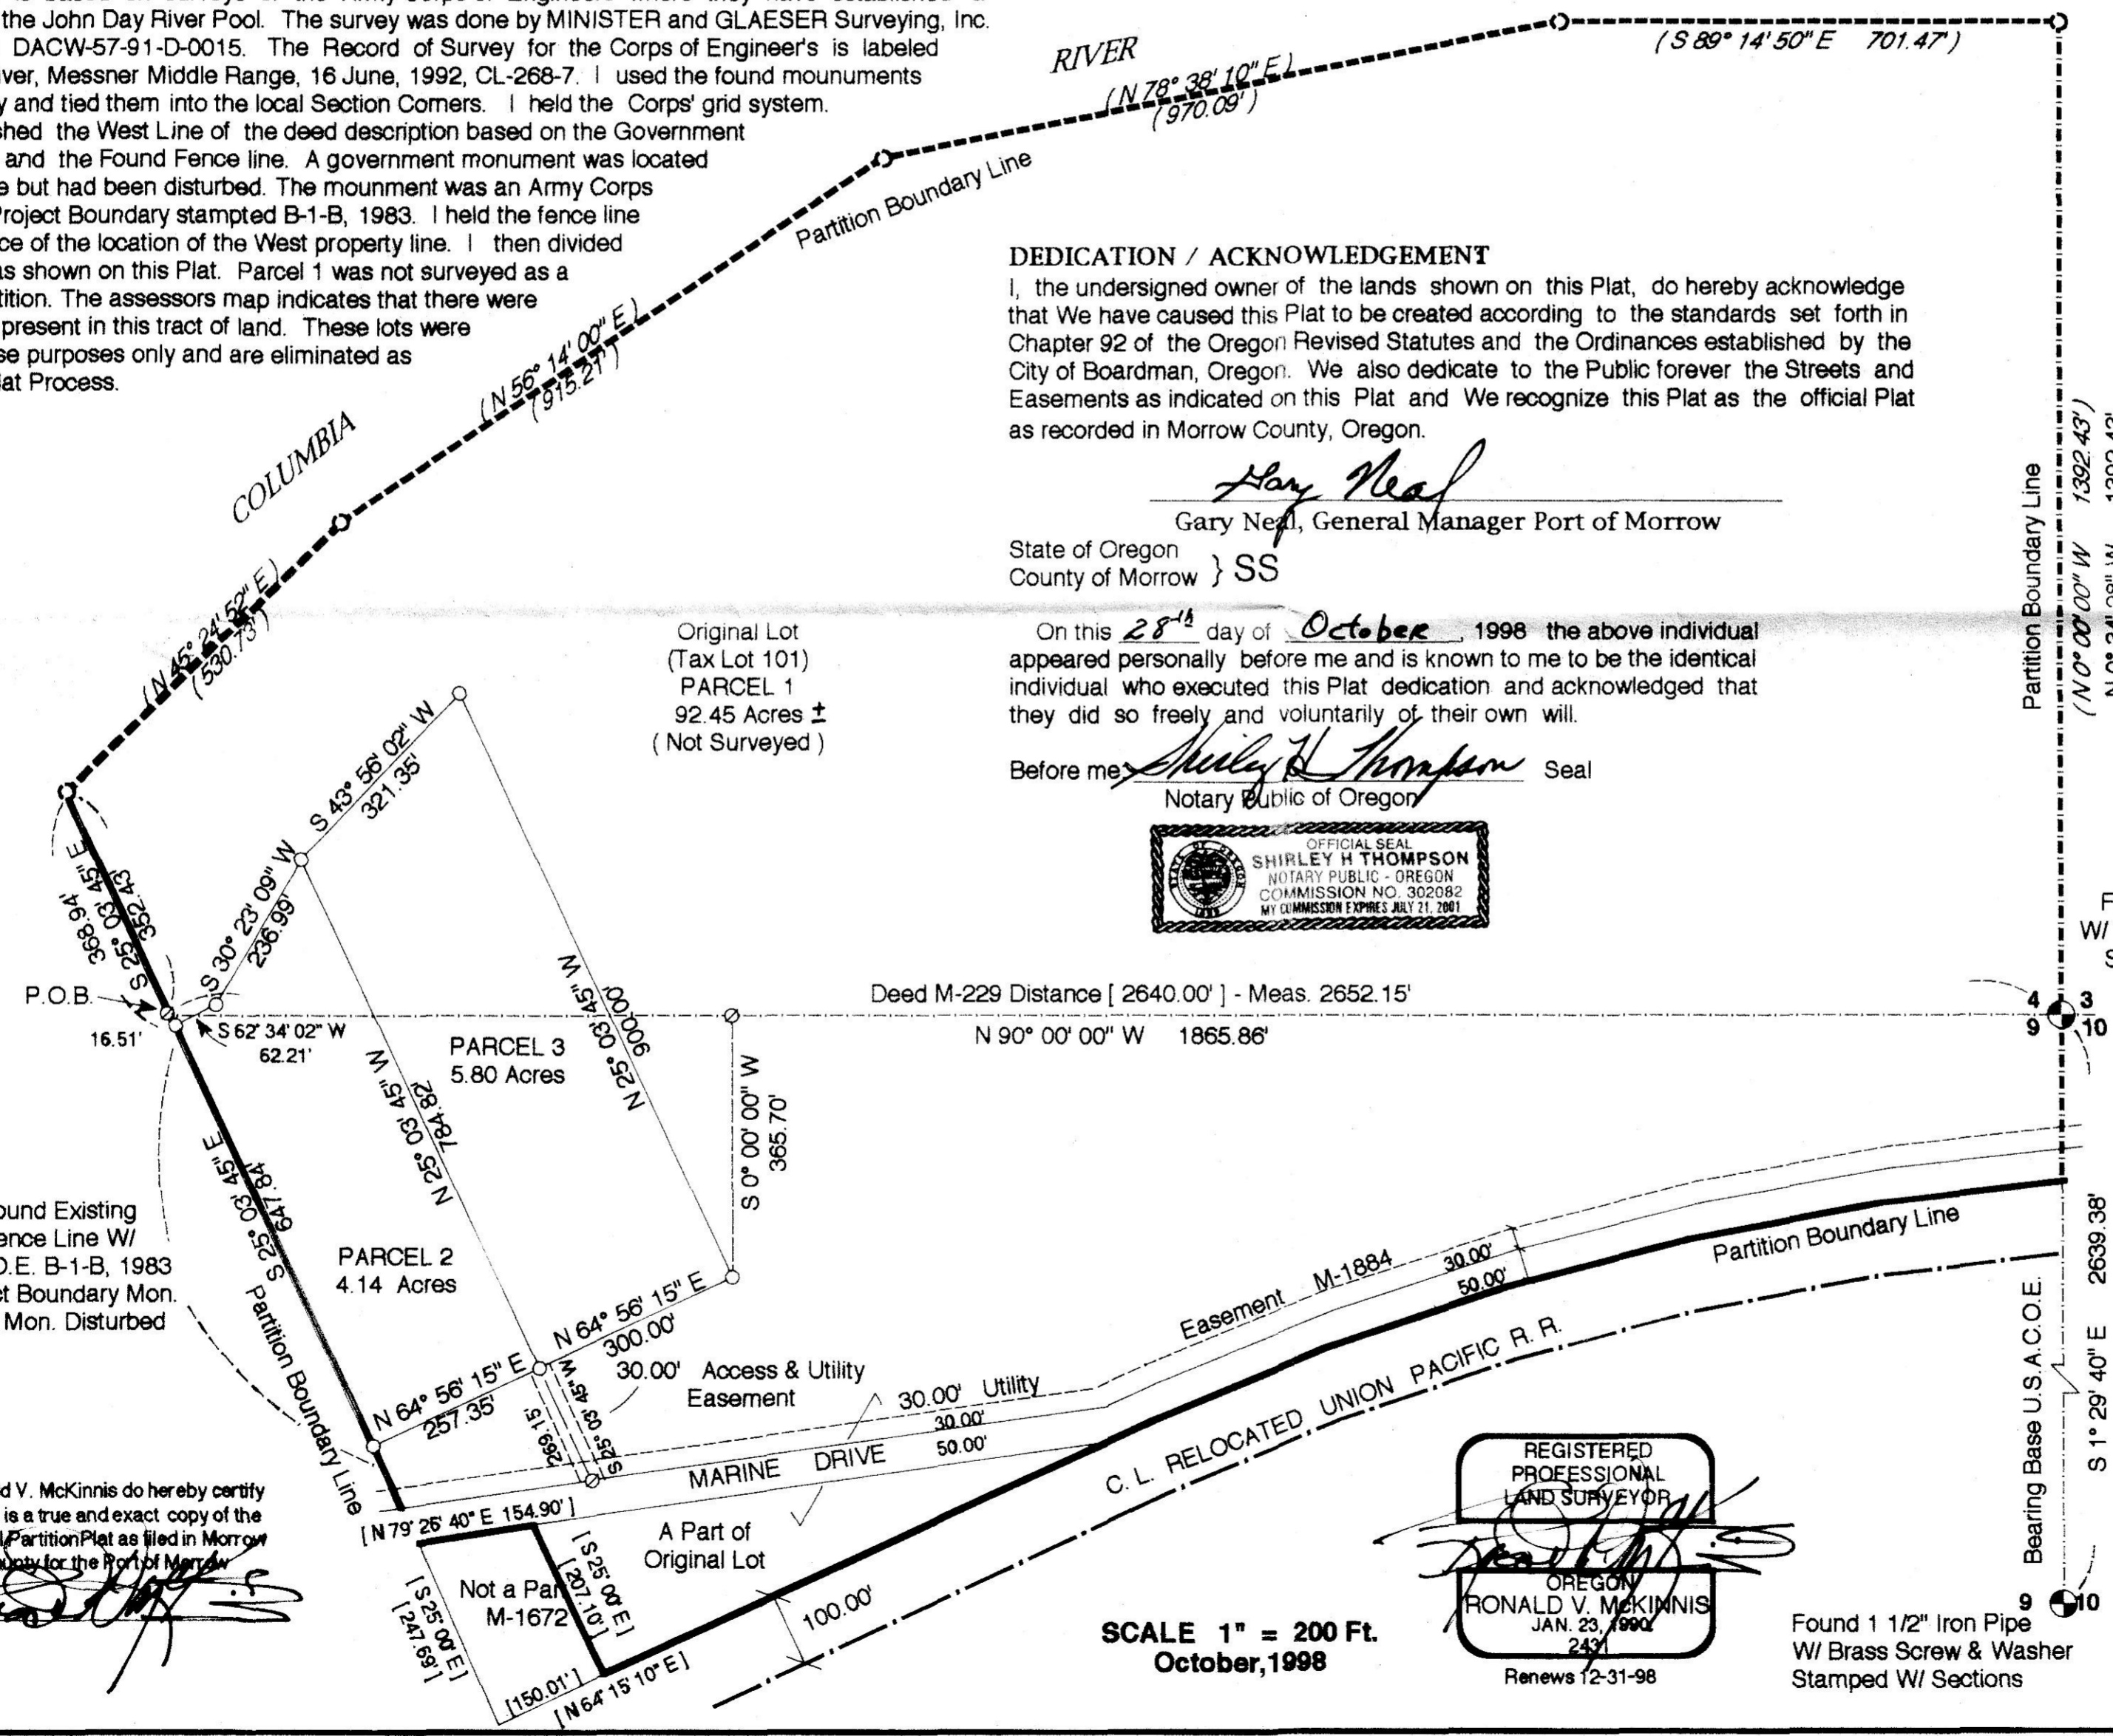 the John Day River Pool. The survey was done by MINISTER and GLAESER Surveying, Inc.
DACW-57-91-D-0015. The Record of Survey for the Corps of Engineer's is labeled
ver, Messner Middle Range, 16 June, 1992, CL-268-7. I used the found mounuments
y and tied them into the local Section Corners. I held the Corps' grid system.
shed the West Line of the deed description based on the Government
and the Found Fence line. A government monument was located
e but had been disturbed. The mounment was an Army Corps
Project Boundary stampted B-1-B, 1983. I held the fence line
ce of the location of the West property line. I then divided
as shown on this Plat. Parcel 1 was not surveyed as a
tition. The assessors map indicates that there were
present in this tract of land. These lots were
se purposes only and are eliminated as
lat Process.
RIVER
(N 78° 38' 10" E)
(970.09')
(S 89° 14' 50" E 701.47')
Partition Boundary Line
(N 56° 14' 00" E)
(915.21')
COLUMBIA
(N 45° 24' 52" E)
(530.73')
DEDICATION / ACKNOWLEDGEMENT
I, the undersigned owner of the lands shown on this Plat, do hereby acknowledge
that We have caused this Plat to be created according to the standards set forth in
Chapter 92 of the Oregon Revised Statutes and the Ordinances established by the
City of Boardman, Oregon. We also dedicate to the Public forever the Streets and
Easements as indicated on this Plat and We recognize this Plat as the official Plat
as recorded in Morrow County, Oregon.
Gary Neal
Gary Neal, General Manager Port of Morrow
State of Oregon
County of Morrow } SS
On this 28th day of October, 1998 the above individual
appeared personally before me and is known to me to be the identical
individual who executed this Plat dedication and acknowledged that
they did so freely and voluntarily of their own will.
Before me: Shirley H Thompson Seal
Notary Public of Oregon
OFFICIAL SEAL
SHIRLEY H THOMPSON
NOTARY PUBLIC - OREGON
COMMISSION NO. 302082
MY COMMISSION EXPIRES JULY 21, 2001
STATE OF OREGON
1859
Partition Boundary Line
(N 0° 00' 00" W 1392.43')
Original Lot
(Tax Lot 101)
PARCEL 1
92.45 Acres ±
( Not Surveyed )
S 43° 56' 02" W
321.35'
S 30° 23' 09" W
236.99'
368.94'
S 25° 03' 45" E
352.43'
P.O.B.
16.51'
S 62° 34' 02" W
62.21'
Deed M-229 Distance [ 2640.00' ] - Meas. 2652.15'
N 90° 00' 00" W 1865.86'
4 3
9 10
F
W/
S
PARCEL 3
5.80 Acres
N 25° 03' 45" W
900.00'
N 25° 03' 45" W
784.82'
S 0° 00' 00" W
365.70'
S 25° 03' 45" E
647.84'
ound Existing
ence Line W/
O.E. B-1-B, 1983
ct Boundary Mon.
Mon. Disturbed
PARCEL 2
4.14 Acres
Partition Boundary Line
N 64° 56' 15" E
300.00'
N 64° 56' 15" E
257.35'
S 25° 03' 45" W
269.15'
30.00' Access & Utility
Easement
30.00' Utility
30.00'
50.00'
MARINE DRIVE
Easement M-1884
30.00'
50.00'
Partition Boundary Line
C. L. RELOCATED UNION PACIFIC R. R.
Bearing Base U.S.A.C.O.E.
S 1° 29' 40" E 2639.38'
d V. McKinnis do hereby certify
is a true and exact copy of the
l Partition Plat as filed in Morrow
ounty for the Port of Morrow
[ N 79° 26' 40" E 154.90' ]
A Part of
Original Lot
[ S 25° 00' E ]
[ 207.10' ]
Not a Par
M-1672
[ S 25° 00' E ]
[ 247.69' ]
[150.01']
[ N 64° 15' 10" E ]
100.00'
SCALE 1" = 200 Ft.
October,1998
REGISTERED
PROFESSIONAL
LAND SURVEYOR
OREGON
RONALD V. McKINNIS
JAN. 23, 1990
2431
Renews 12-31-98
9 10
Found 1 1/2" Iron Pipe
W/ Brass Screw & Washer
Stamped W/ Sections